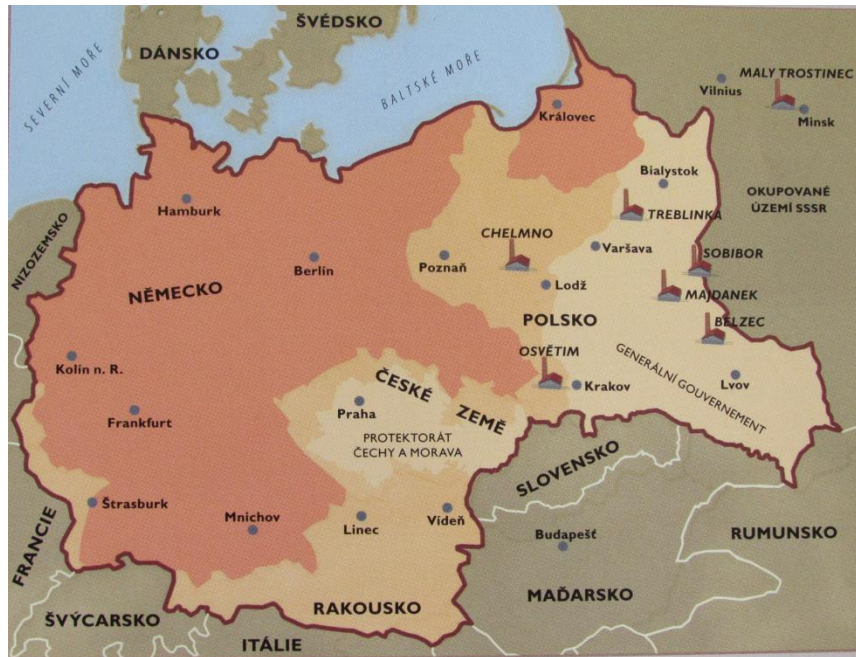 ŠVÉDSKO
DÁNSKO
SEVERNÍ MOŘE
BALTSKÉ MOŘE
MALY TROSTINEC
Vilnius
Minsk
Královec
Bialystok
Hamburk
NIZOZEMSKO
OKUPOVANÉ
ÚZEMÍ SSSR
TREBLINKA
CHELMNO
Varšava
SOBIBOR
Berlín
Poznaň
NĚMECKO
Lodž
MAJDANEK
POLSKO
BELZEC
OSVĚTIM
Kolín n. R.
GENERÁLNÍ GOUVERNEMENT
Krakov
Lvov
ČESKÉ
ZEMĚ
Praha
Frankfurt
PROTEKTORÁT
ČECHY A MORAVA
SLOVENSKO
Štrasburk
Mnichov
Linec
Vídeň
Budapešť
RUMUNSKO
FRANCIE
MAĎARSKO
ŠVÝCARSKO
RAKOUSKO
ITÁLIE